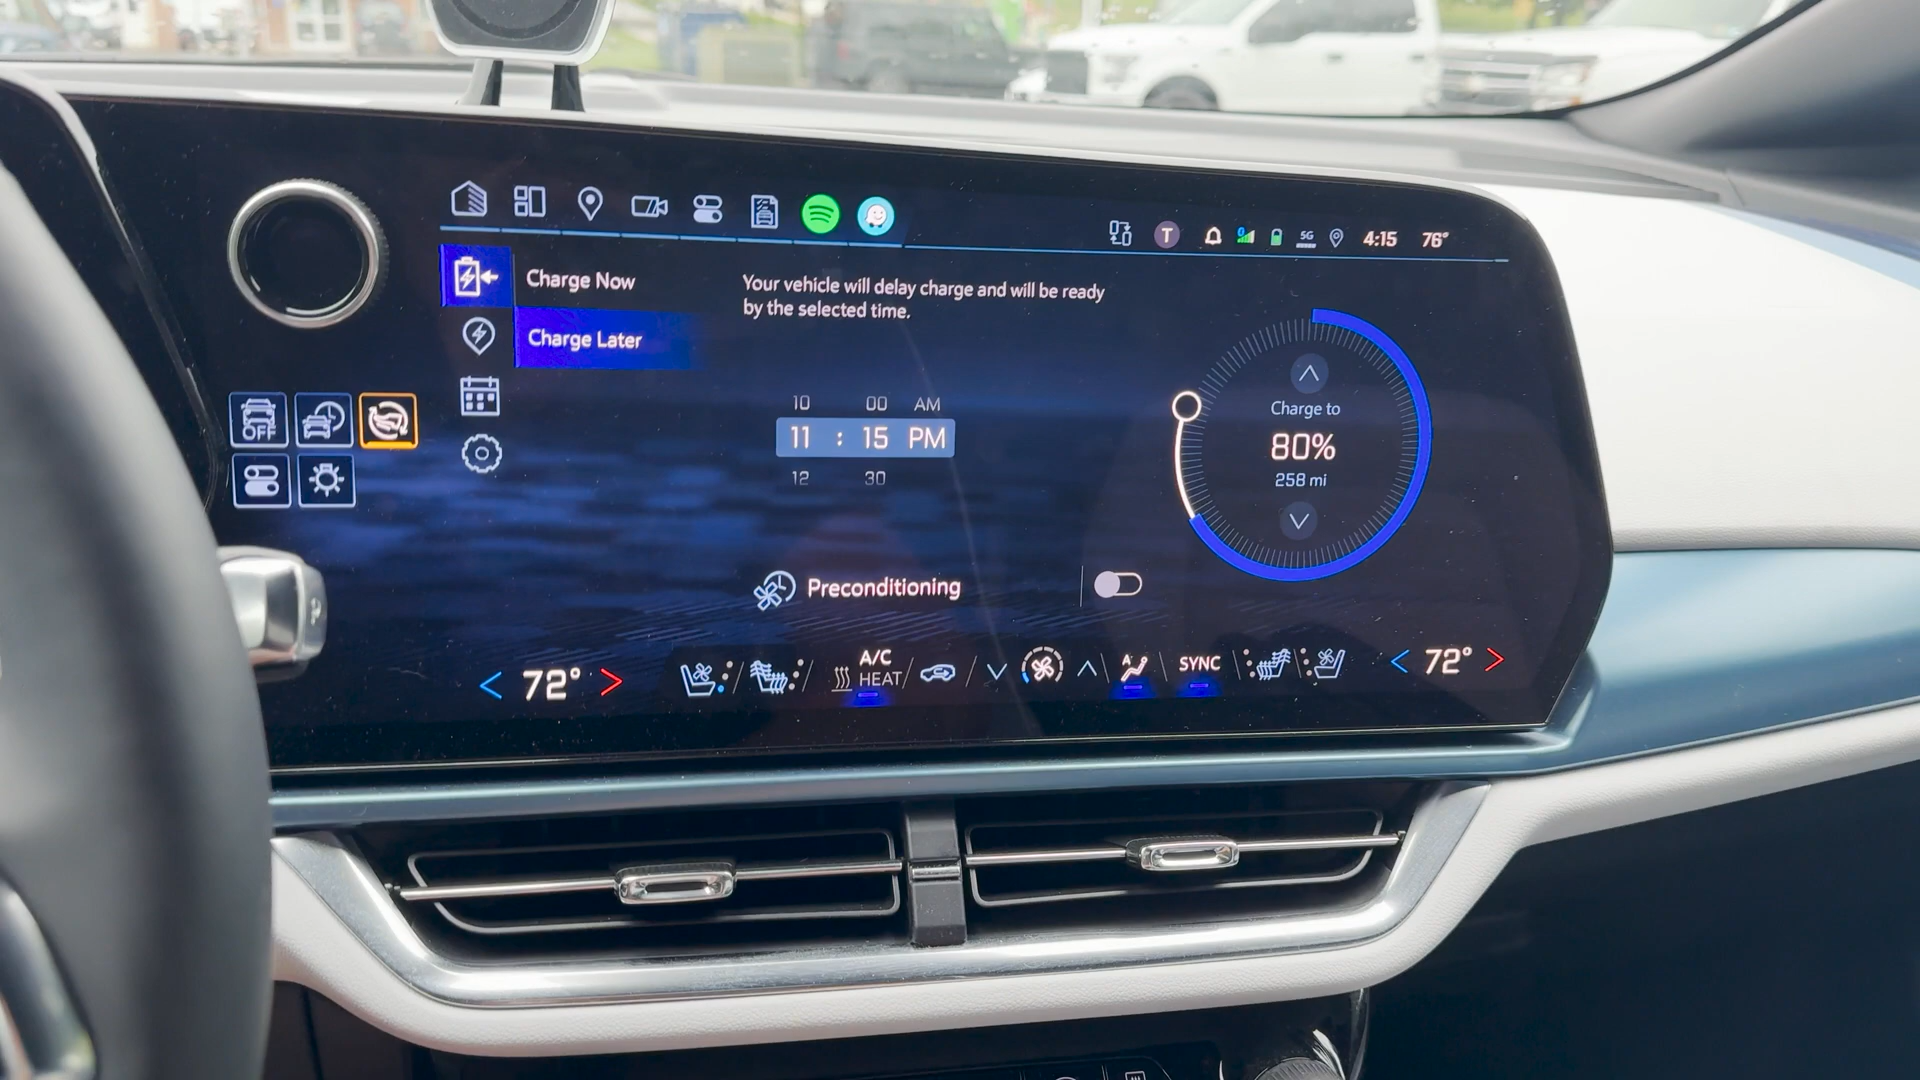 T
5G
4:15
76°
Charge Now
Charge Later
Your vehicle will delay charge and will be ready
by the selected time.
10 00 AM
11 : 15 PM
12 30
Charge to
80%
258 mi
OFF
Preconditioning
72°
A/C
HEAT
A
SYNC
72°